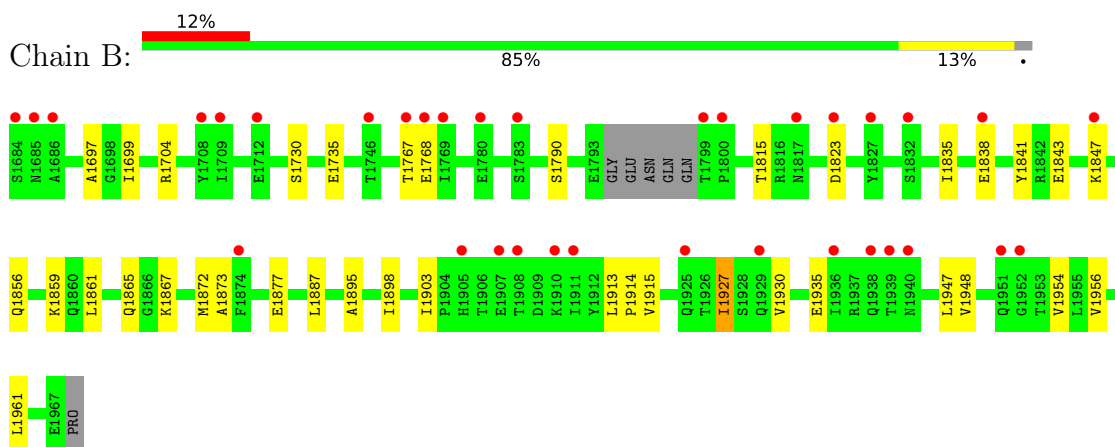 12%
Chain B:
85% 13% •
S1684 N1685 A1686 A1697 G1698 I1699 R1704 Y1708 I1709 E1712 S1730 E1735 T1746 T1767 E1768 I1769 E1780 S1783 S1790 E1793 GLY GLU ASN GLN GLN T1799 P1800 T1815 R1816 N1817 D1823 Y1827 S1832 I1835 E1838 Y1841 R1842 E1843 K1847
Q1856 K1859 Q1860 L1861 Q1865 G1866 K1867 M1872 A1873 F1874 E1877 L1887 A1895 I1898 I1903 P1904 H1905 T1906 E1907 T1908 D1909 K1910 I1911 Y1912 L1913 P1914 V1915 Q1925 T1926 I1927 S1928 Q1929 V1930 E1935 I1936 R1937 Q1938 T1939 N1940 L1947 V1948 Q1951 G1952 T1953 V1954 L1955 V1956
L1961 E1967 PRO